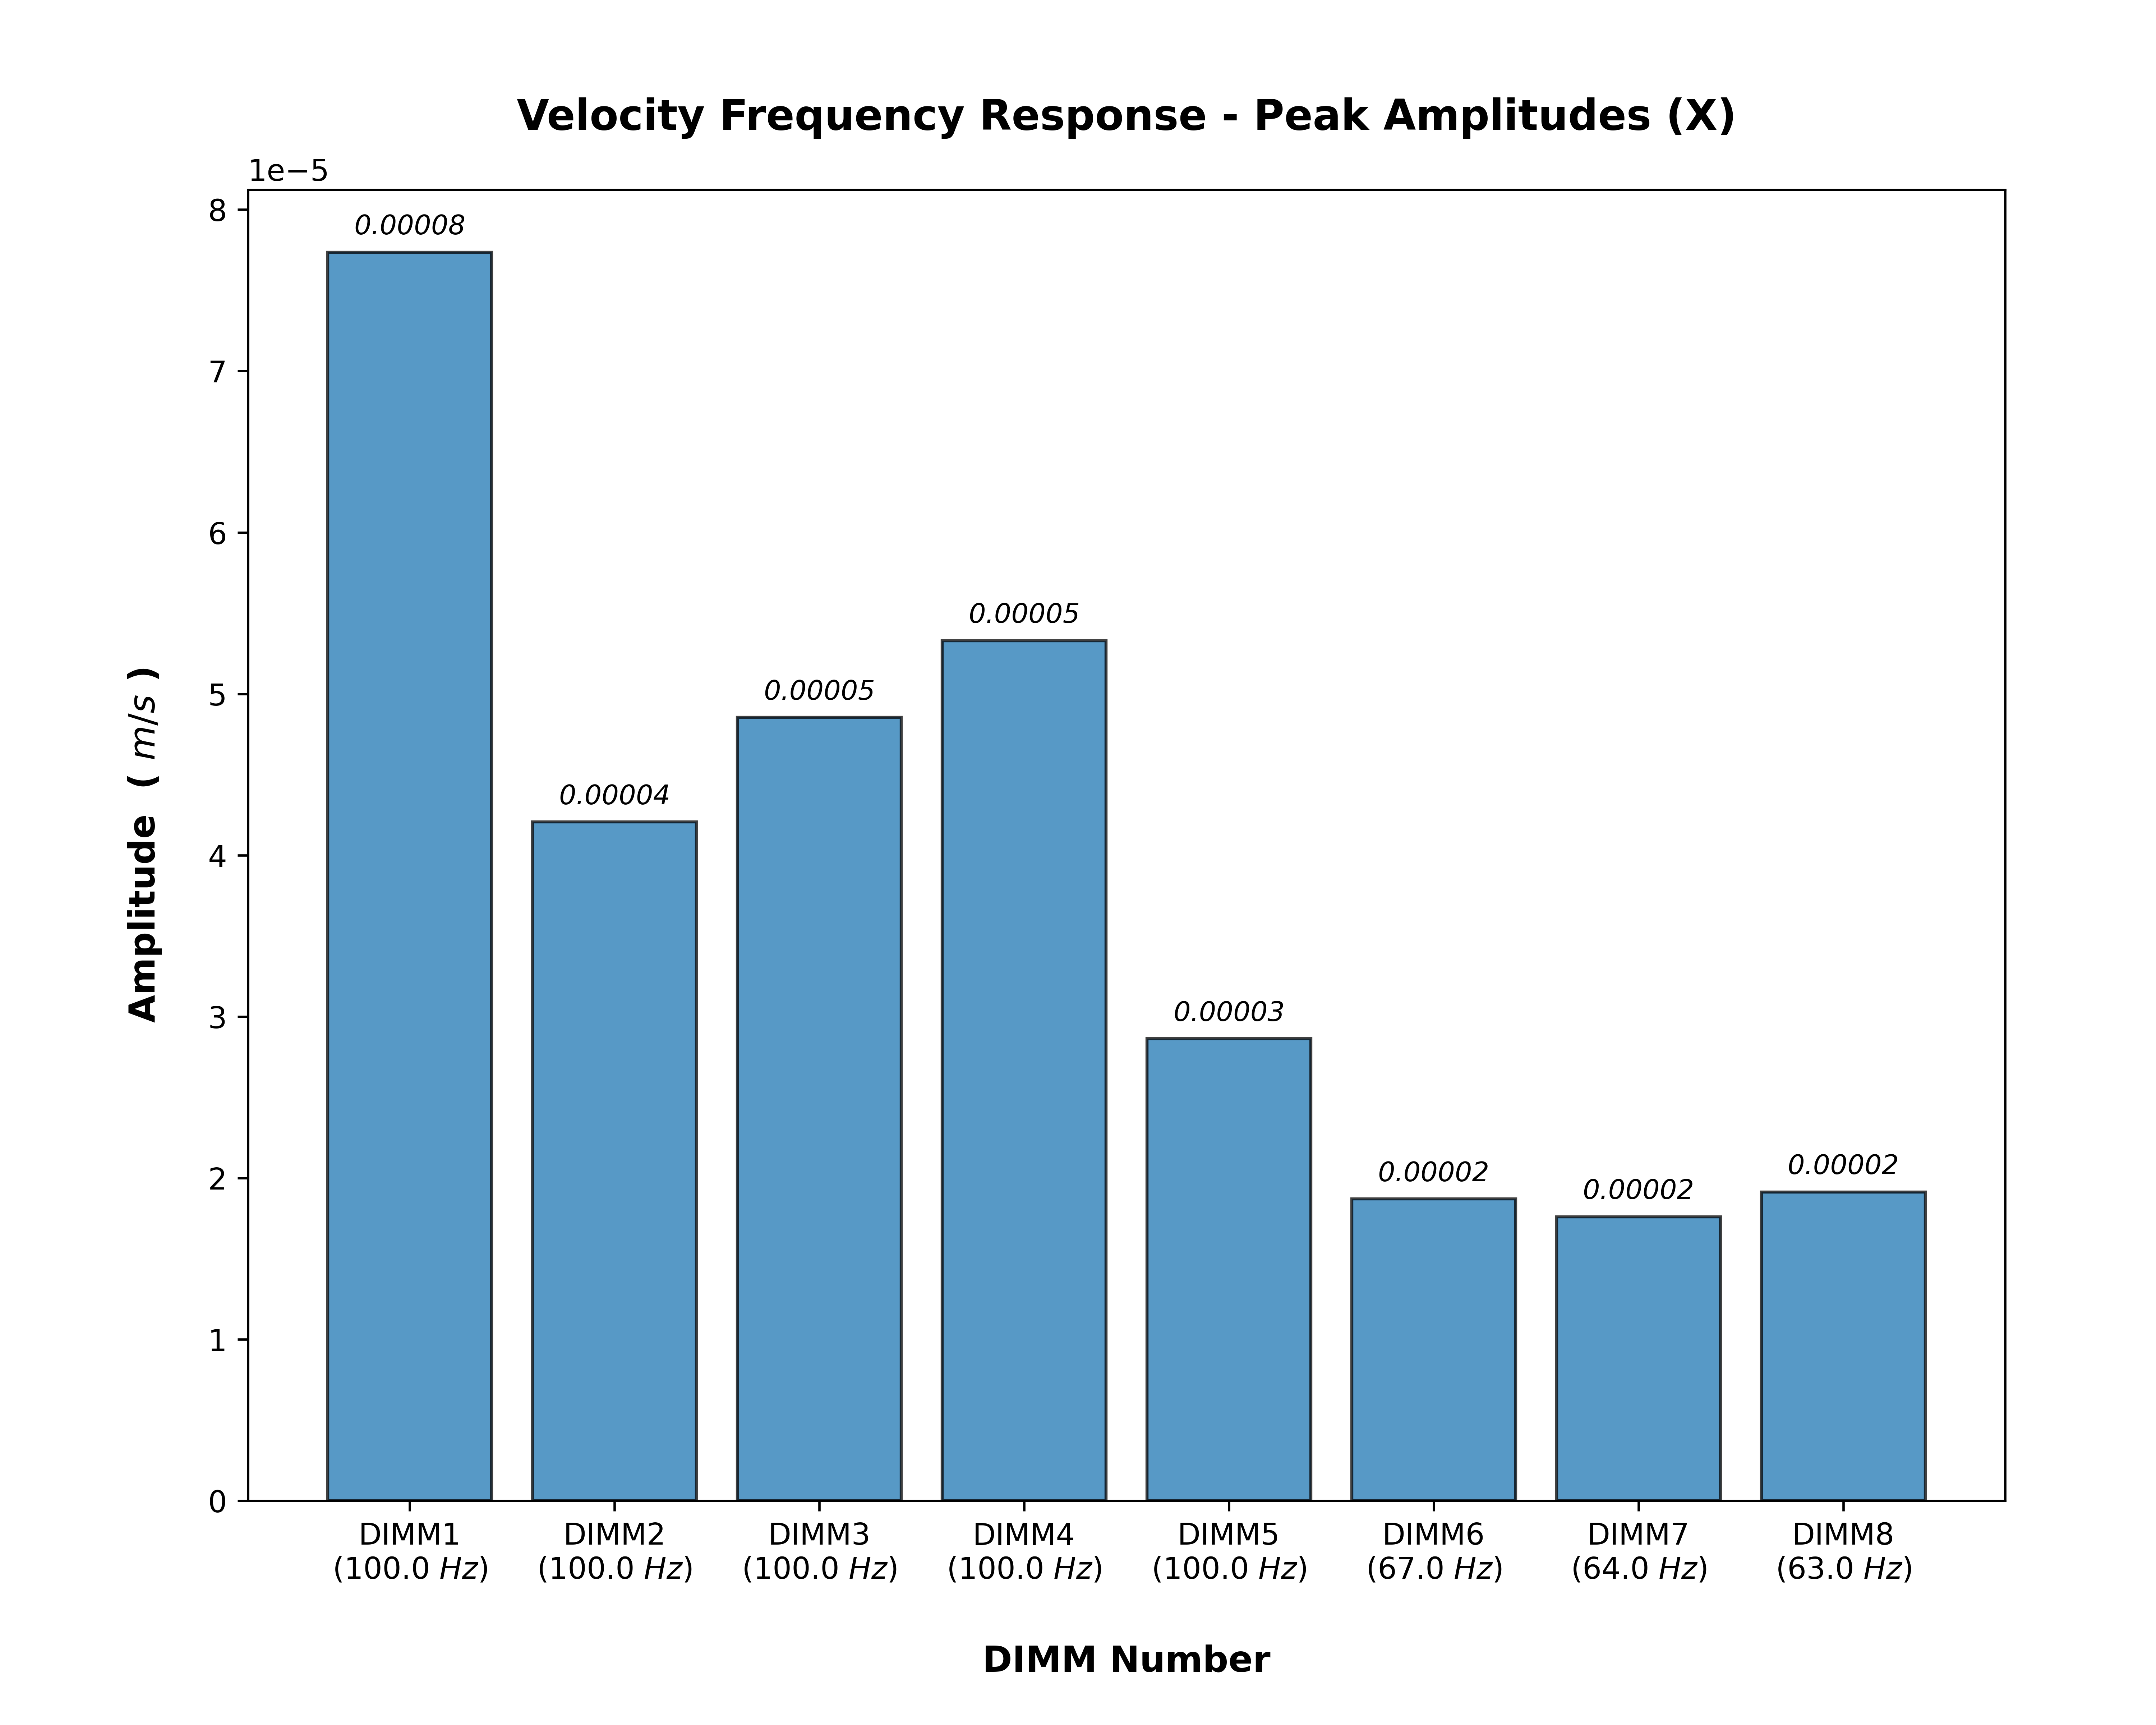 Velocity Frequency Response - Peak Amplitudes (X)
1e−5
8
7
6
5
4
3
2
1
0
Amplitude ( m/s )
0.00008
0.00004
0.00005
0.00005
0.00003
0.00002
0.00002
0.00002
DIMM1
(100.0 Hz)
DIMM2
(100.0 Hz)
DIMM3
(100.0 Hz)
DIMM4
(100.0 Hz)
DIMM5
(100.0 Hz)
DIMM6
(67.0 Hz)
DIMM7
(64.0 Hz)
DIMM8
(63.0 Hz)
DIMM Number